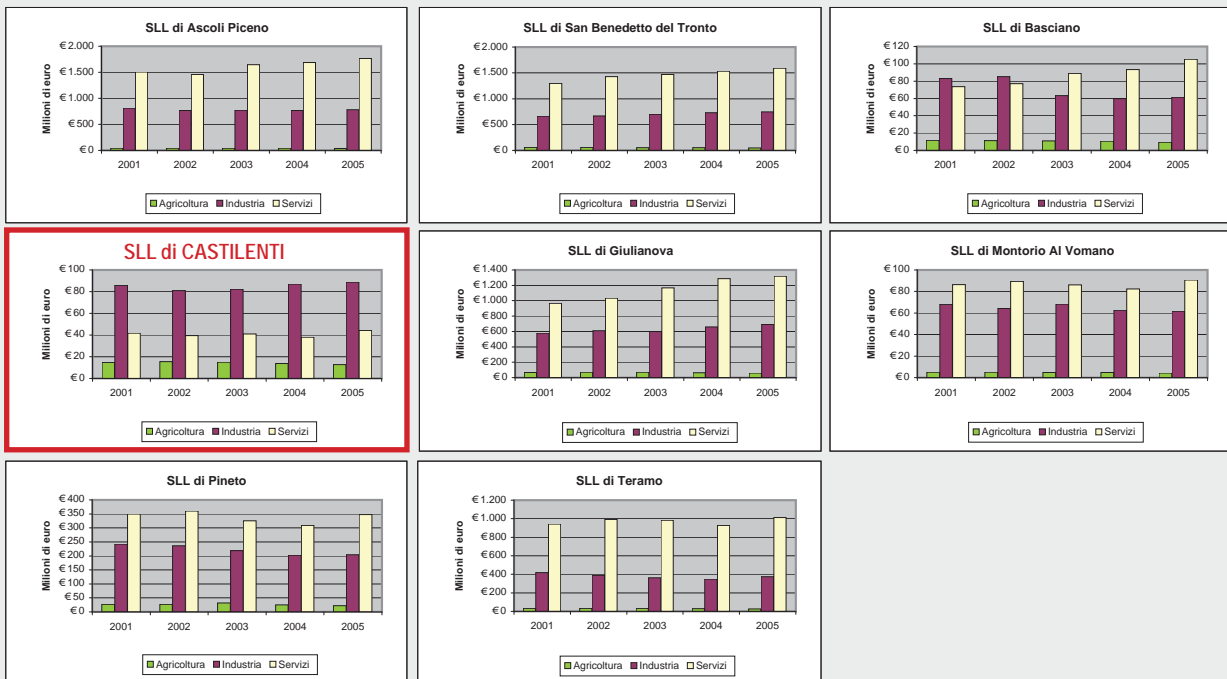 SLL di Ascoli Piceno
Milioni di euro
€ 2.000
€ 1.500
€ 1.000
€ 500
€ 0
2001 2002 2003 2004 2005
Agricoltura Industria Servizi
SLL di San Benedetto del Tronto
Milioni di euro
€ 2.000
€ 1.500
€ 1.000
€ 500
€ 0
2001 2002 2003 2004 2005
Agricoltura Industria Servizi
SLL di Basciano
Milioni di euro
€ 120
€ 100
€ 80
€ 60
€ 40
€ 20
€ 0
2001 2002 2003 2004 2005
Agricoltura Industria Servizi
SLL di CASTILENTI
Milioni di euro
€ 100
€ 80
€ 60
€ 40
€ 20
€ 0
2001 2002 2003 2004 2005
Agricoltura Industria Servizi
SLL di Giulianova
Milioni di euro
€ 1.400
€ 1.200
€ 1.000
€ 800
€ 600
€ 400
€ 200
€ 0
2001 2002 2003 2004 2005
Agricoltura Industria Servizi
SLL di Montorio Al Vomano
Milioni di euro
€ 100
€ 80
€ 60
€ 40
€ 20
€ 0
2001 2002 2003 2004 2005
Agricoltura Industria Servizi
SLL di Pineto
Milioni di euro
€ 400
€ 350
€ 300
€ 250
€ 200
€ 150
€ 100
€ 50
€ 0
2001 2002 2003 2004 2005
Agricoltura Industria Servizi
SLL di Teramo
Milioni di euro
€ 1.200
€ 1.000
€ 800
€ 600
€ 400
€ 200
€ 0
2001 2002 2003 2004 2005
Agricoltura Industria Servizi